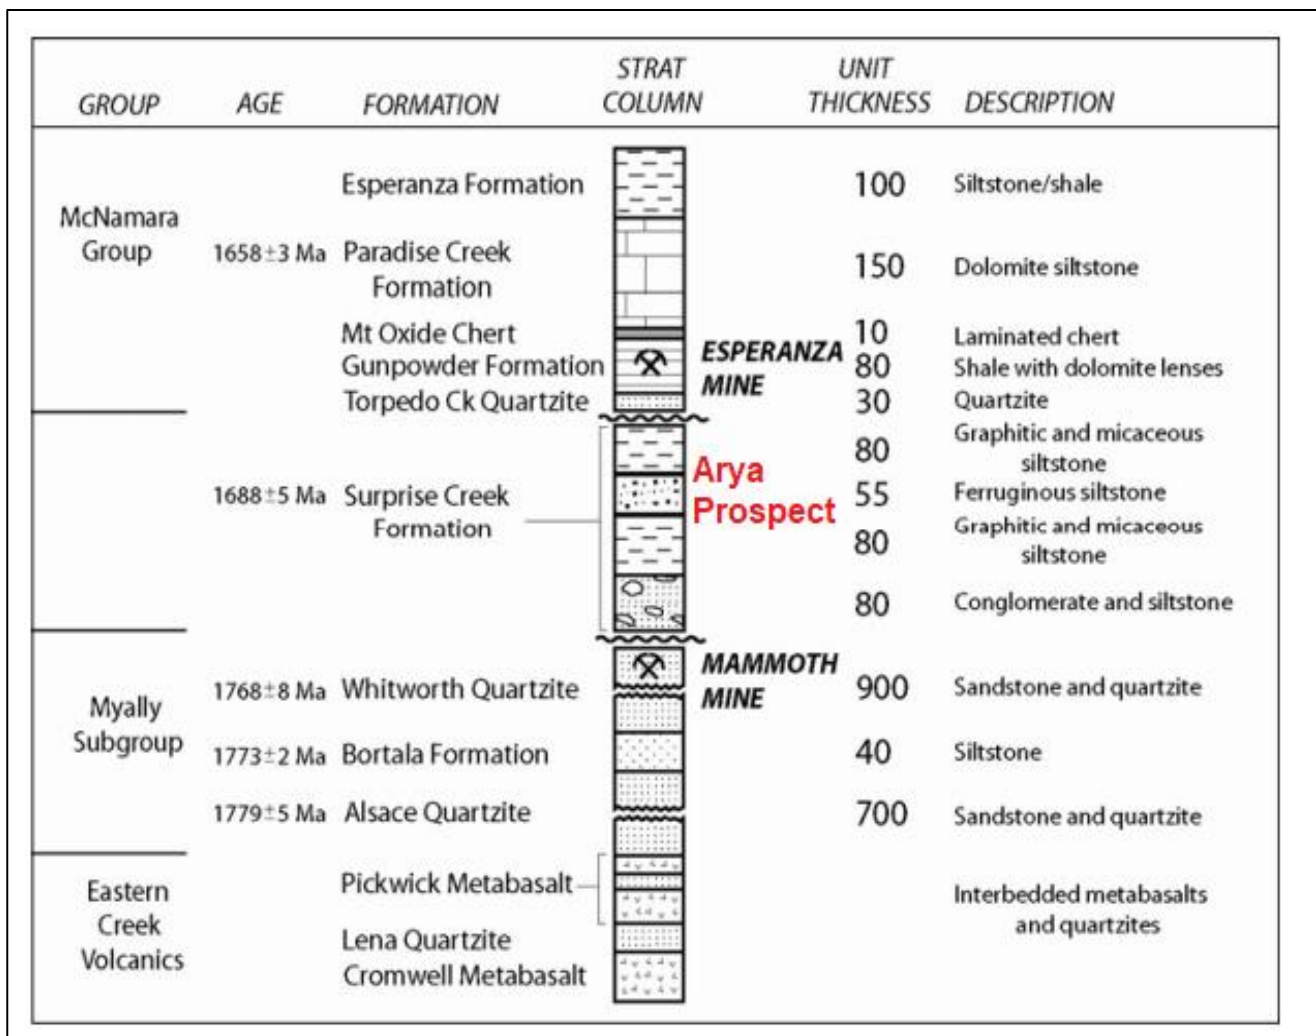 GROUP AGE FORMATION STRAT COLUMN UNIT THICKNESS DESCRIPTION
Esperanza Formation 100 Siltstone/shale
McNamara Group
1658±3 Ma Paradise Creek Formation 150 Dolomite siltstone
Mt Oxide Chert 10 Laminated chert
Gunpowder Formation ESPERANZA MINE 80 Shale with dolomite lenses
Torpedo Ck Quartzite 30 Quartzite
80 Graphitic and micaceous siltstone
1688±5 Ma Surprise Creek Formation Arya Prospect 55 Ferruginous siltstone
80 Graphitic and micaceous siltstone
80 Conglomerate and siltstone
Myally Subgroup
1768±8 Ma Whitworth Quartzite MAMMOTH MINE 900 Sandstone and quartzite
1773±2 Ma Bortala Formation 40 Siltstone
1779±5 Ma Alsace Quartzite 700 Sandstone and quartzite
Eastern Creek Volcanics
Pickwick Metabasalt Interbedded metabasalts and quartzites
Lena Quartzite
Cromwell Metabasalt